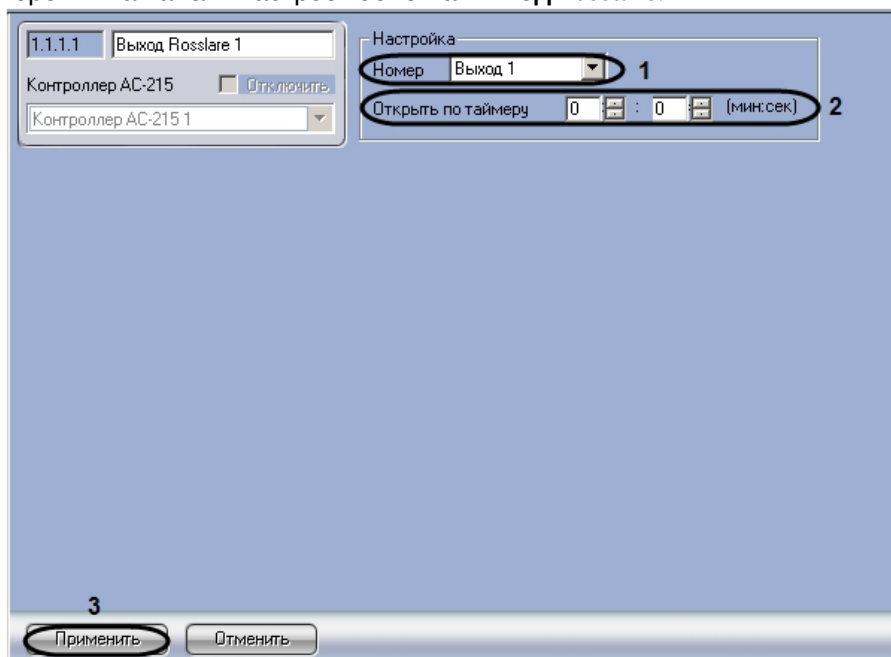 1.1.1.1 Выход Rosslare 1
Контроллер AC-215 Отключить
Контроллер AC-215 1
Настройка
Номер Выход 1 1
Открыть по таймеру 0 : 0 (мин:сек) 2
3
Применить Отменить